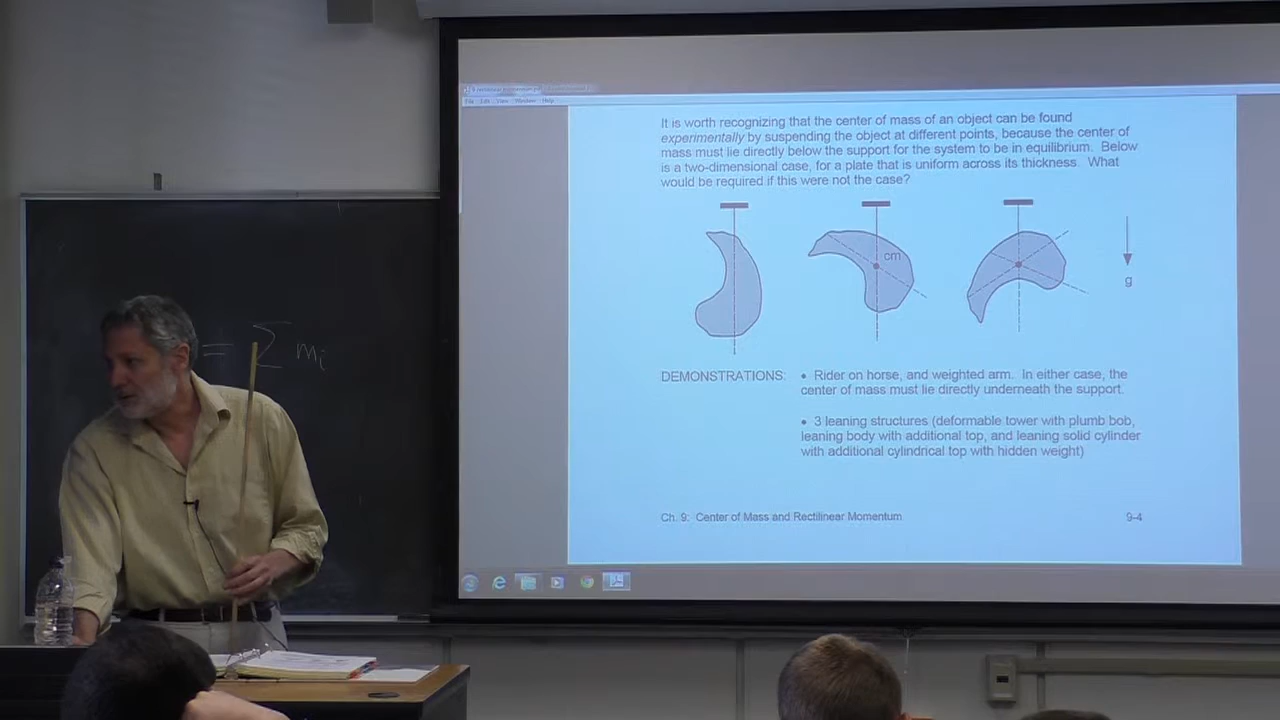 File Edit View Window Help
It is worth recognizing that the center of mass of an object can be found
experimentally by suspending the object at different points, because the center of
mass must lie directly below the support for the system to be in equilibrium. Below
is a two-dimensional case, for a plate that is uniform across its thickness. What
would be required if this were not the case?
cm
g
= Σ mi
DEMONSTRATIONS: • Rider on horse, and weighted arm. In either case, the
center of mass must lie directly underneath the support.
• 3 leaning structures (deformable tower with plumb bob,
leaning body with additional top, and leaning solid cylinder
with additional cylindrical top with hidden weight)
Ch. 9: Center of Mass and Rectilinear Momentum 9-4